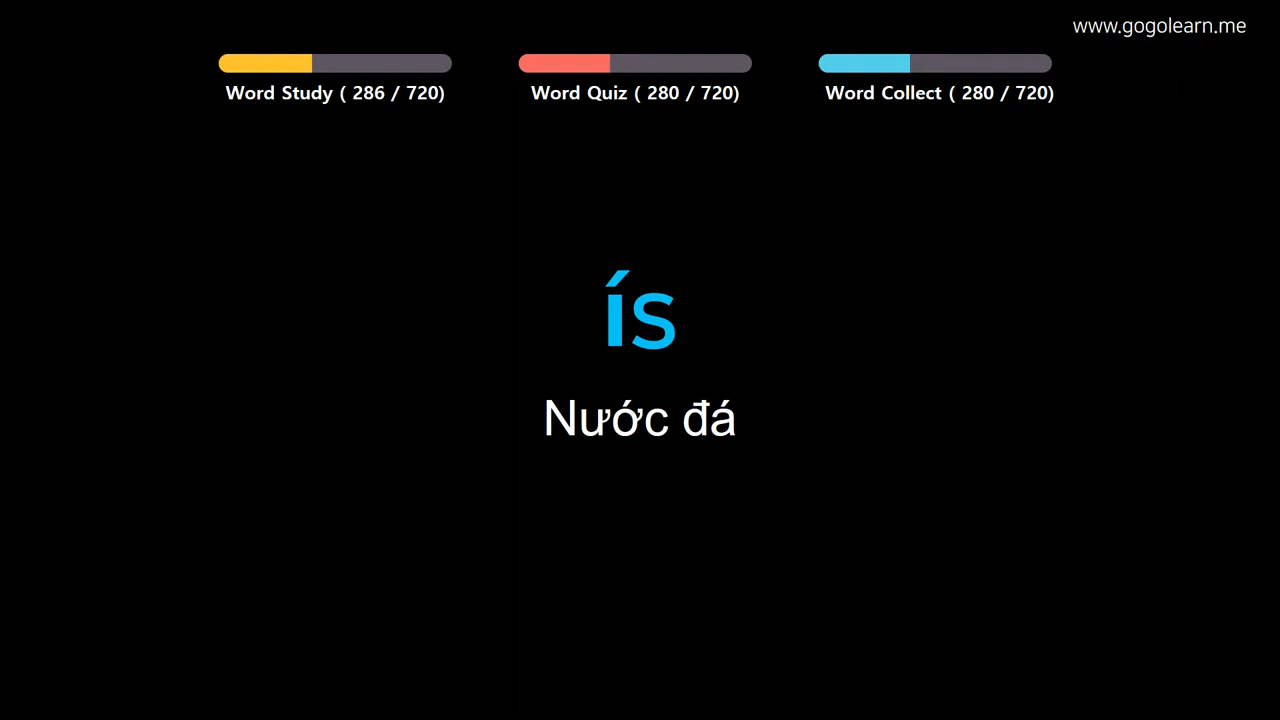 www.gogolearn.me
Word Study ( 286 / 720)
Word Quiz ( 280 / 720)
Word Collect ( 280 / 720)
ís
Nước đá